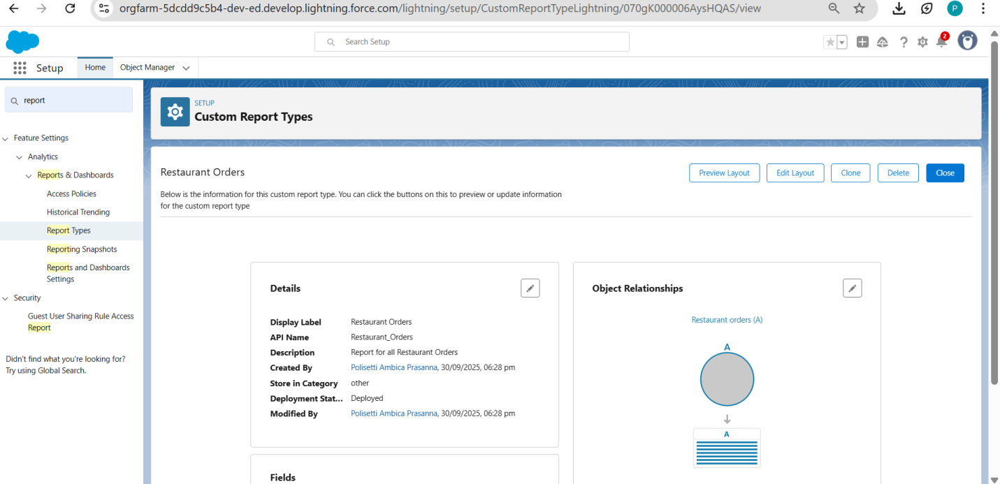 orgfarm-5dcdd9c5b4-dev-ed.develop.lightning.force.com/lightning/setup/CustomReportTypeLightning/070gK000006AysHQAS/view
P
Search Setup
2
Setup
Home
Object Manager
report
Feature Settings
Analytics
Reports & Dashboards
Access Policies
Historical Trending
Report Types
Reporting Snapshots
Reports and Dashboards
Settings
Security
Guest User Sharing Rule Access
Report
Didn't find what you're looking for?
Try using Global Search.
SETUP
Custom Report Types
Restaurant Orders
Preview Layout
Edit Layout
Clone
Delete
Close
Below is the information for this custom report type. You can click the buttons on this to preview or update information
for the custom report type
Details
Display Label Restaurant Orders
API Name Restaurant_Orders
Description Report for all Restaurant Orders
Created By Polisetti Ambica Prasanna, 30/09/2025, 06:28 pm
Store in Category other
Deployment Stat... Deployed
Modified By Polisetti Ambica Prasanna, 30/09/2025, 06:28 pm
Object Relationships
Restaurant orders (A)
A
A
Fields